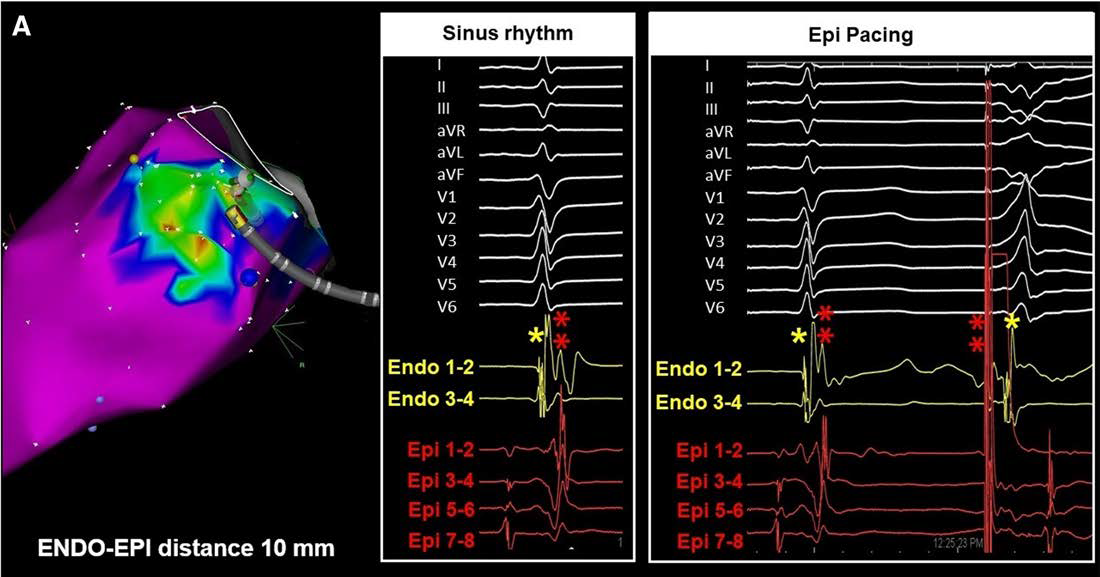 A
Sinus rhythm
I
II
III
aVR
aVL
aVF
V1
V2
V3
V4
V5
V6
*
*
*
Endo 1-2
Endo 3-4
Epi 1-2
Epi 3-4
Epi 5-6
Epi 7-8
1
Epi Pacing
I
II
III
aVR
aVL
aVF
V1
V2
V3
V4
V5
V6
*
*
*
*
*
*
Endo 1-2
Endo 3-4
Epi 1-2
Epi 3-4
Epi 5-6
Epi 7-8
12:25:23 PM
R
ENDO-EPI distance 10 mm